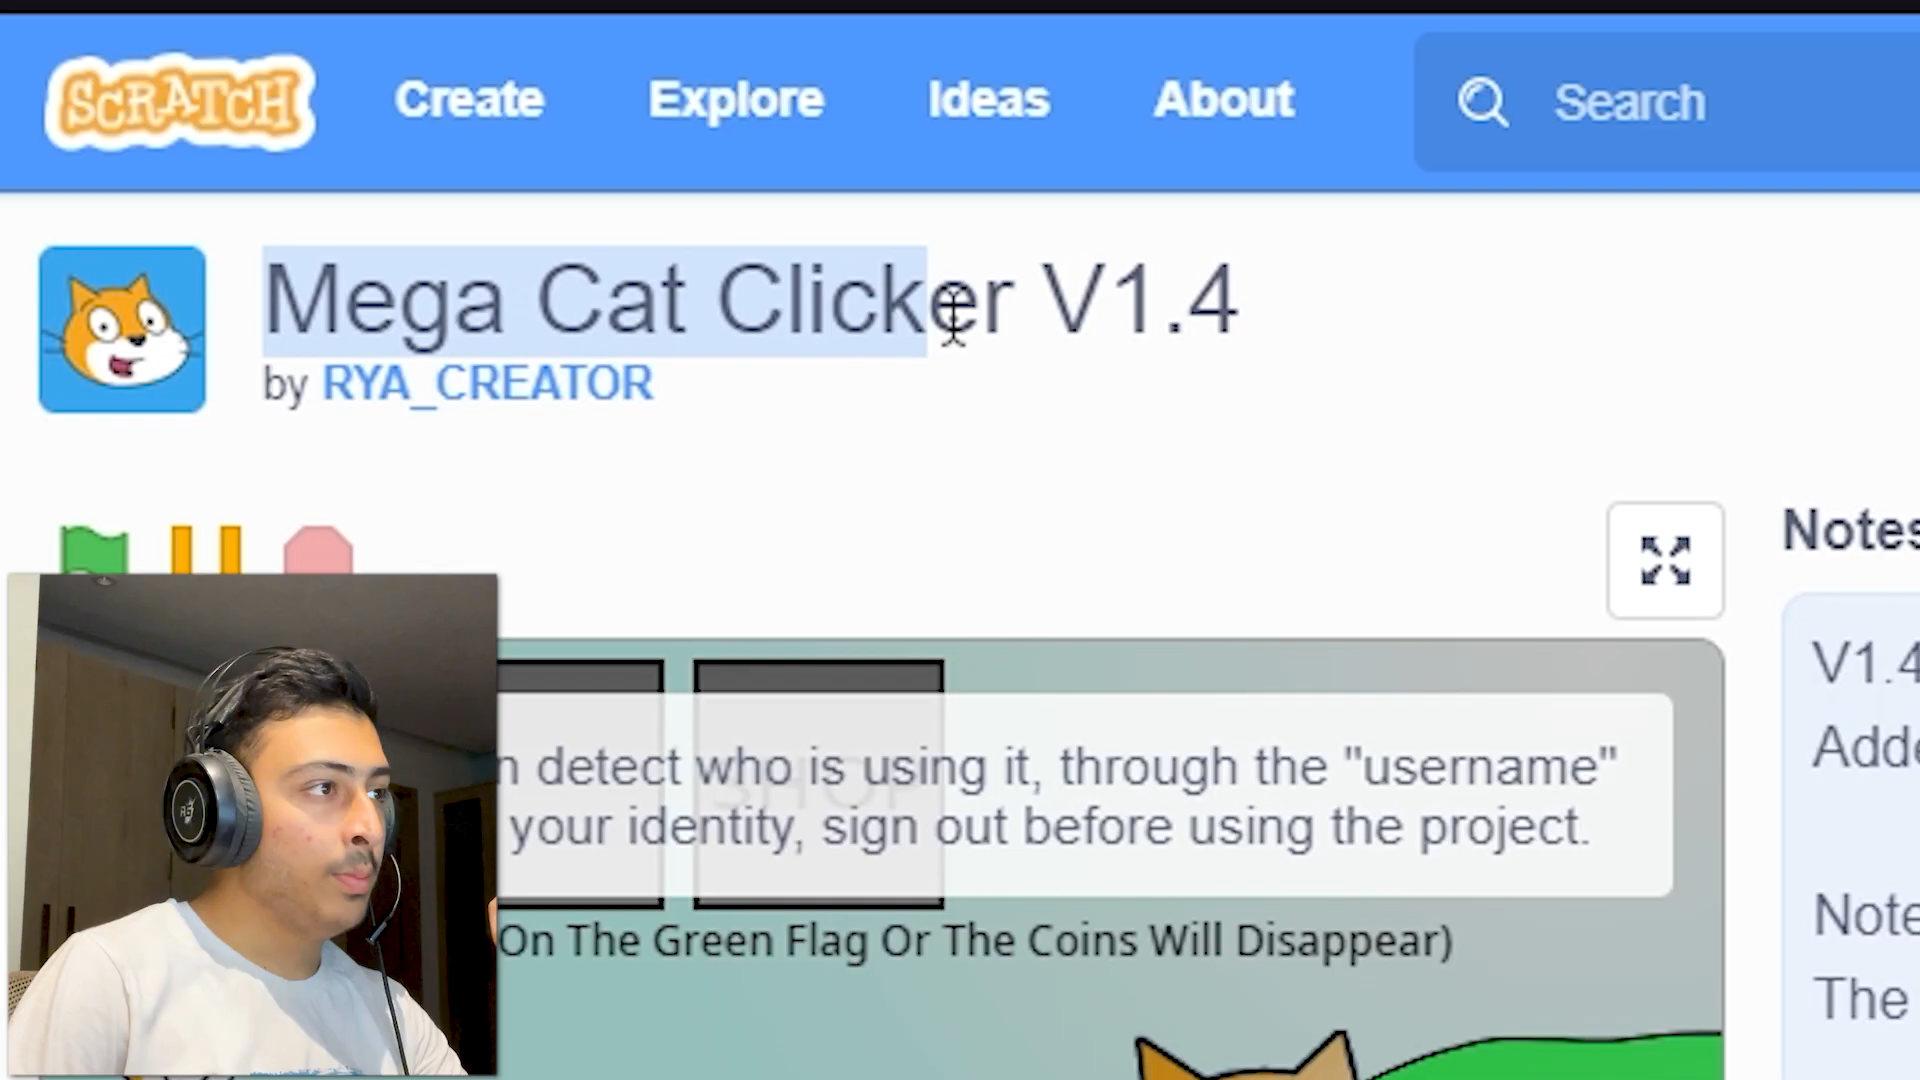 SCRATCH Create Explore Ideas About Search
Mega Cat Clicker V1.4
by RYA_CREATOR
Notes
V1.4
detect who is using it, through the "username"
your identity, sign out before using the project.
SHOP
On The Green Flag Or The Coins Will Disappear)
Adde
Note
The